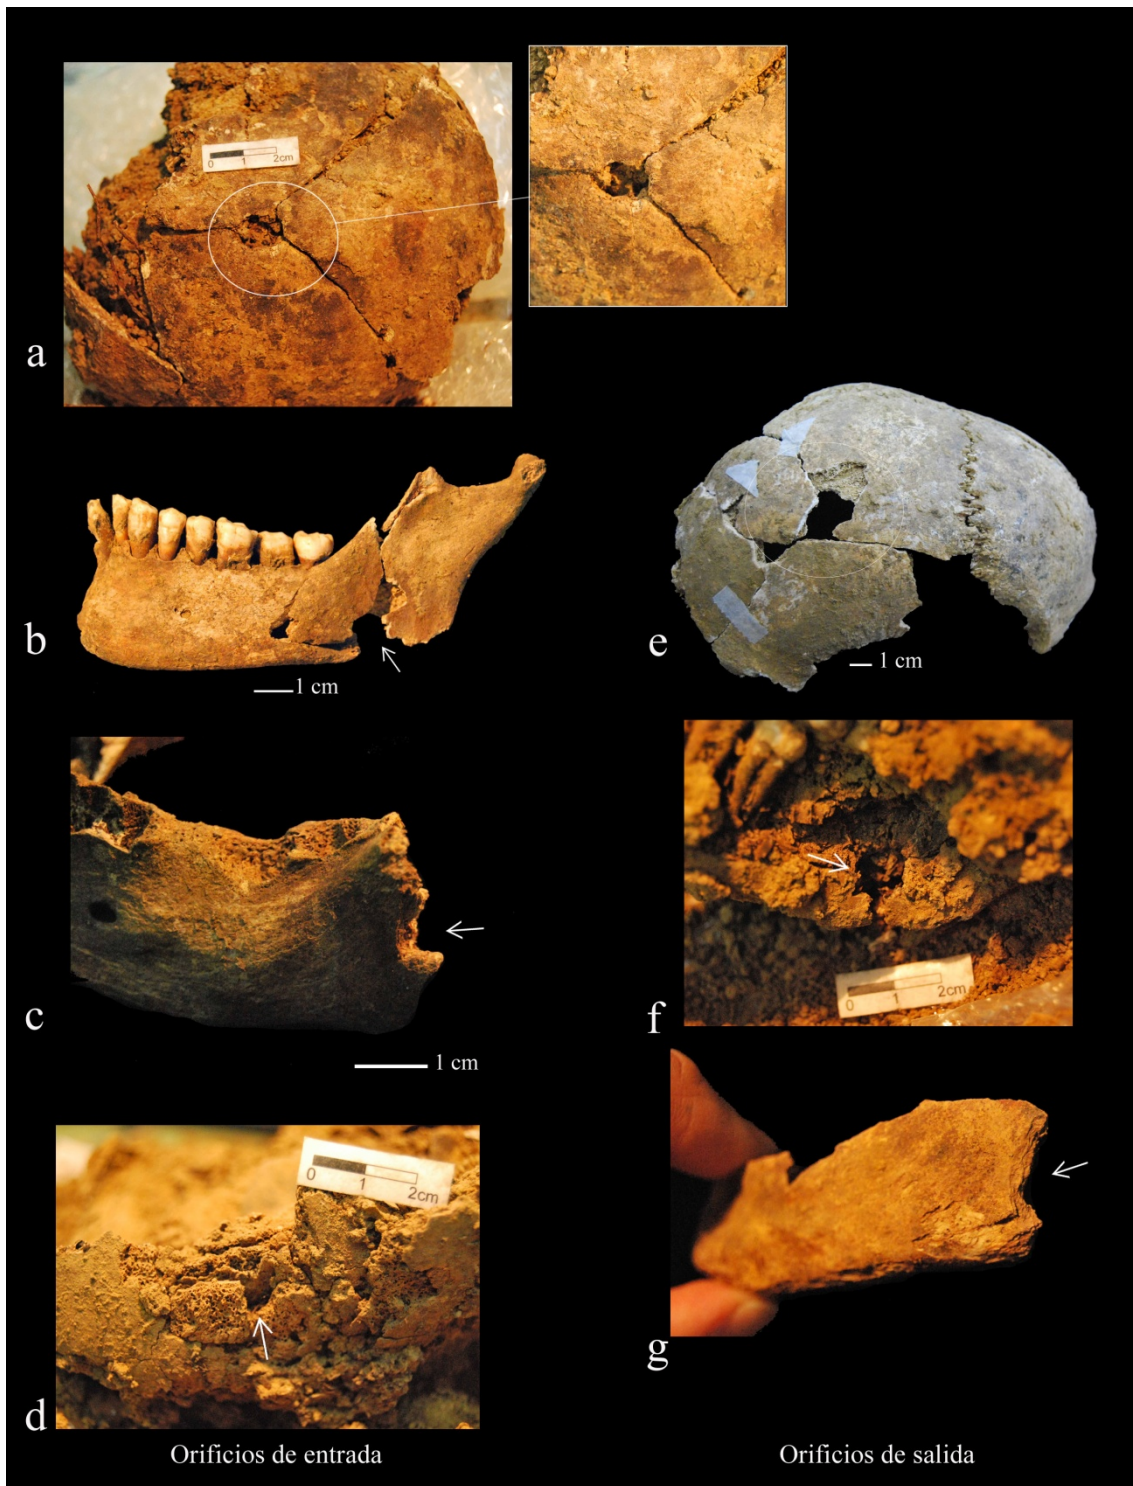 0 1 2cm
a
b
1 cm
e
1 cm
c
1 cm
f
0 1 2cm
g
0 1 2cm
d
Orificios de entrada
Orificios de salida